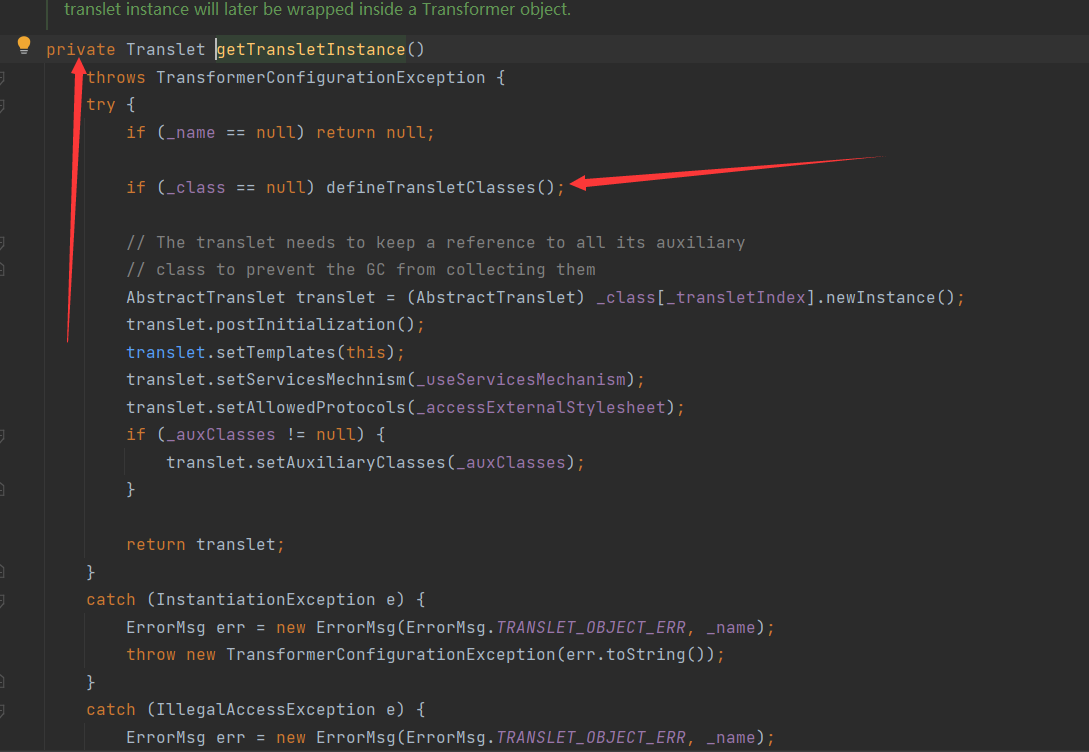 translet instance will later be wrapped inside a Transformer object.
private Translet getTransletInstance()
throws TransformerConfigurationException {
try {
if (_name == null) return null;
if (_class == null) defineTransletClasses();
// The translet needs to keep a reference to all its auxiliary
// class to prevent the GC from collecting them
AbstractTranslet translet = (AbstractTranslet) _class[_transletIndex].newInstance();
translet.postInitialization();
translet.setTemplates(this);
translet.setServicesMechnism(_useServicesMechanism);
translet.setAllowedProtocols(_accessExternalStylesheet);
if (_auxClasses != null) {
translet.setAuxiliaryClasses(_auxClasses);
}
return translet;
}
catch (InstantiationException e) {
ErrorMsg err = new ErrorMsg(ErrorMsg.TRANSLET_OBJECT_ERR, _name);
throw new TransformerConfigurationException(err.toString());
}
catch (IllegalAccessException e) {
ErrorMsg err = new ErrorMsg(ErrorMsg.TRANSLET_OBJECT_ERR, _name);